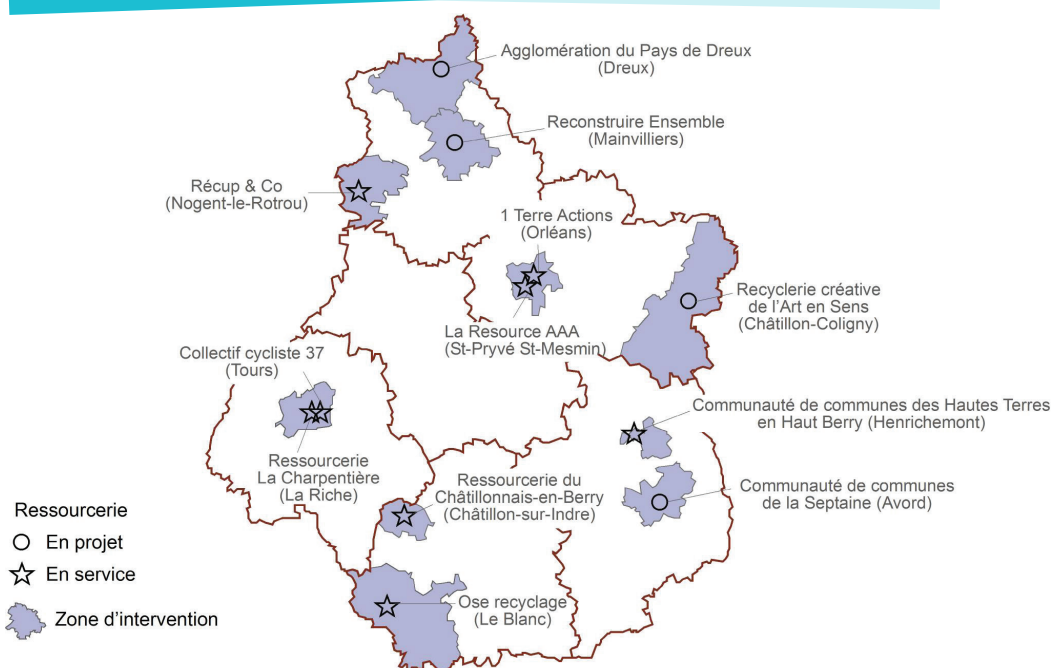 Agglomération du Pays de Dreux
(Dreux)
Reconstruire Ensemble
(Mainvilliers)
Récup & Co
(Nogent-le-Rotrou)
1 Terre Actions
(Orléans)
Recyclerie créative
de l'Art en Sens
(Châtillon-Coligny)
La Resource AAA
(St-Pryvé St-Mesmin)
Collectif cycliste 37
(Tours)
Communauté de communes des Hautes Terres
en Haut Berry (Henrichemont)
Ressourcerie
La Charpentière
(La Riche)
Ressourcerie du
Châtillonnais-en-Berry
(Châtillon-sur-Indre)
Communauté de communes
de la Septaine (Avord)
Ose recyclage
(Le Blanc)
Ressourcerie
En projet
En service
Zone d'intervention